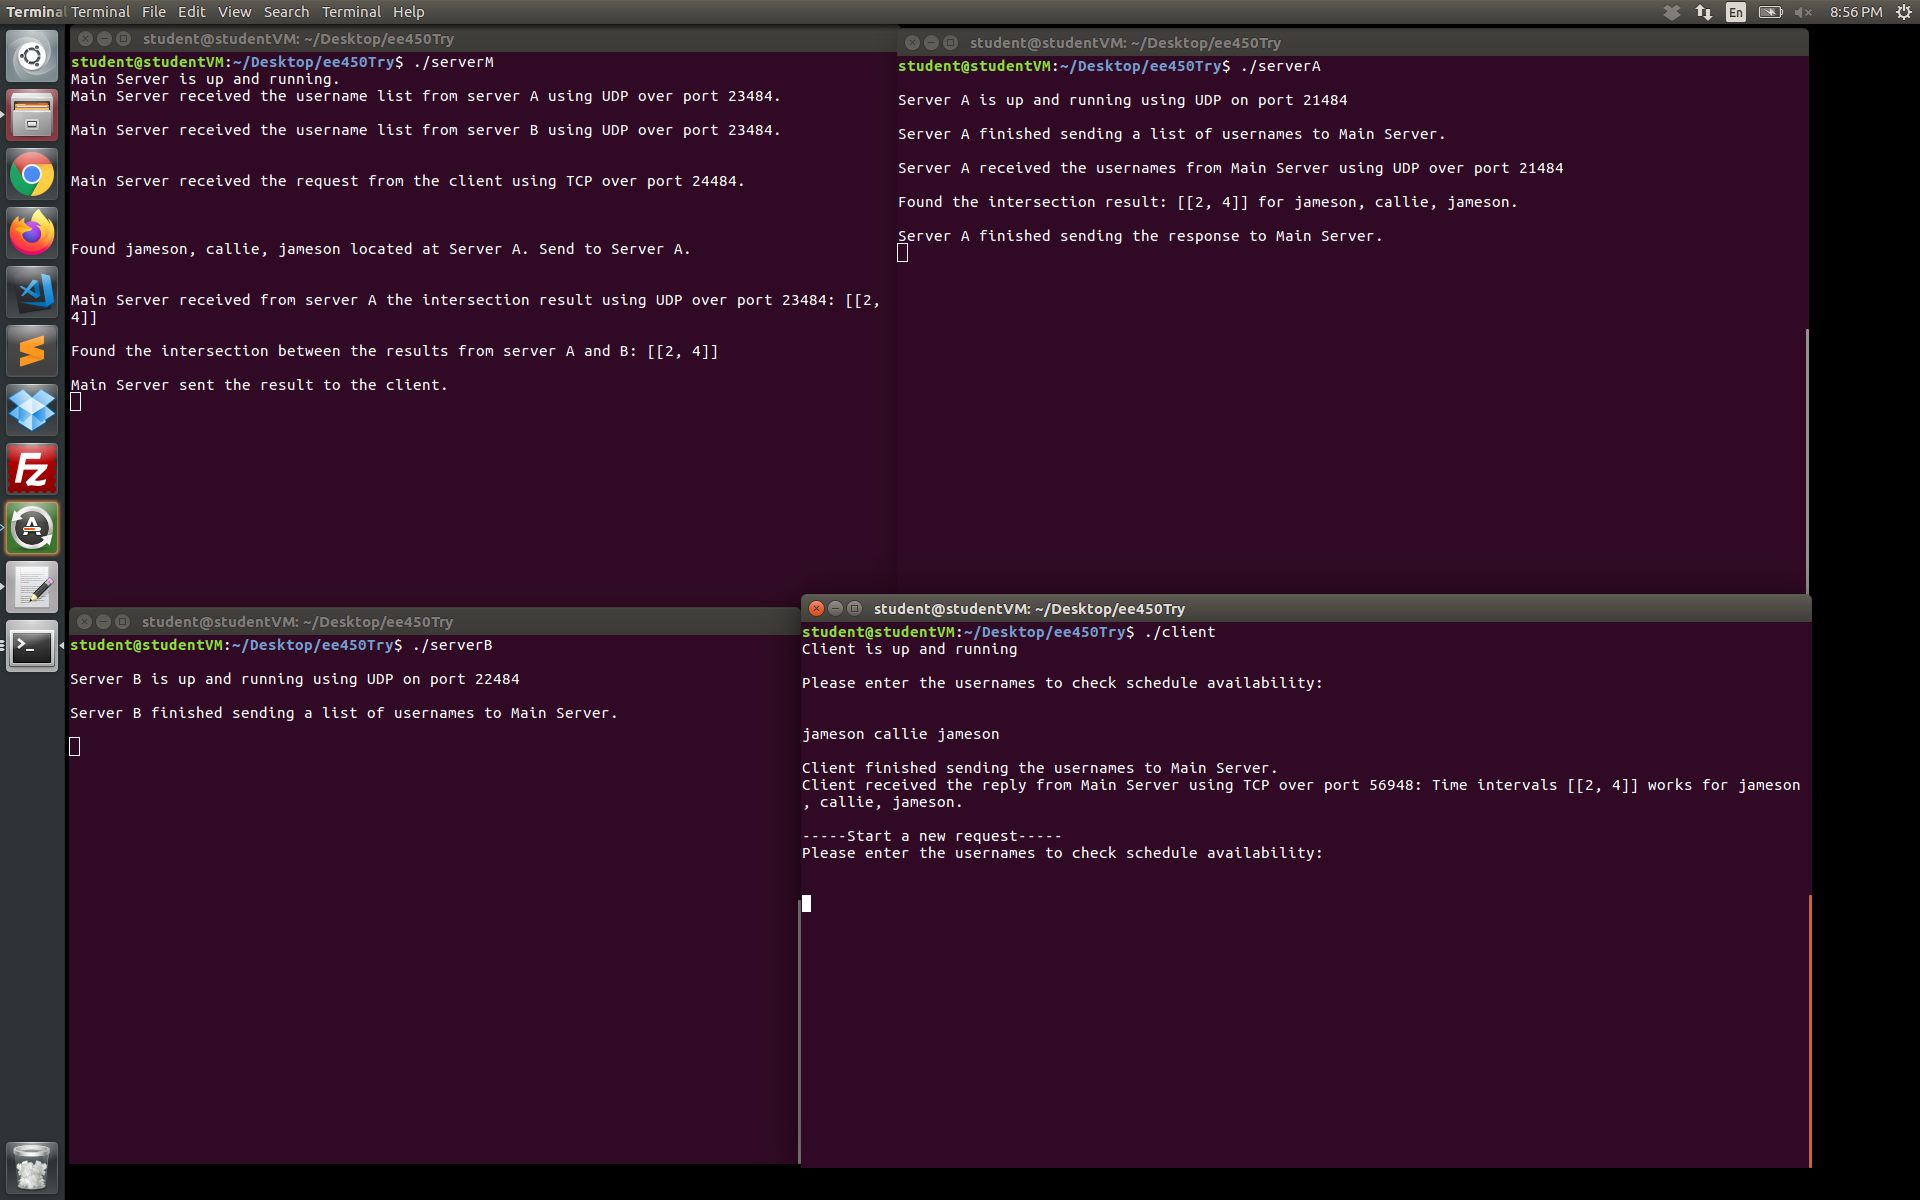 Terminal Terminal File Edit View Search Terminal Help
En 8:56 PM
student@studentVM: ~/Desktop/ee450Try
student@studentVM:~/Desktop/ee450Try$ ./serverM
Main Server is up and running.
Main Server received the username list from server A using UDP over port 23484.
Main Server received the username list from server B using UDP over port 23484.
Main Server received the request from the client using TCP over port 24484.
Found jameson, callie, jameson located at Server A. Send to Server A.
Main Server received from server A the intersection result using UDP over port 23484: [[2,
4]]
Found the intersection between the results from server A and B: [[2, 4]]
Main Server sent the result to the client.
student@studentVM: ~/Desktop/ee450Try
student@studentVM:~/Desktop/ee450Try$ ./serverA
Server A is up and running using UDP on port 21484
Server A finished sending a list of usernames to Main Server.
Server A received the usernames from Main Server using UDP over port 21484
Found the intersection result: [[2, 4]] for jameson, callie, jameson.
Server A finished sending the response to Main Server.
student@studentVM: ~/Desktop/ee450Try
student@studentVM:~/Desktop/ee450Try$ ./serverB
Server B is up and running using UDP on port 22484
Server B finished sending a list of usernames to Main Server.
student@studentVM: ~/Desktop/ee450Try
student@studentVM:~/Desktop/ee450Try$ ./client
Client is up and running
Please enter the usernames to check schedule availability:
jameson callie jameson
Client finished sending the usernames to Main Server.
Client received the reply from Main Server using TCP over port 56948: Time intervals [[2, 4]] works for jameson
, callie, jameson.
-----Start a new request-----
Please enter the usernames to check schedule availability: